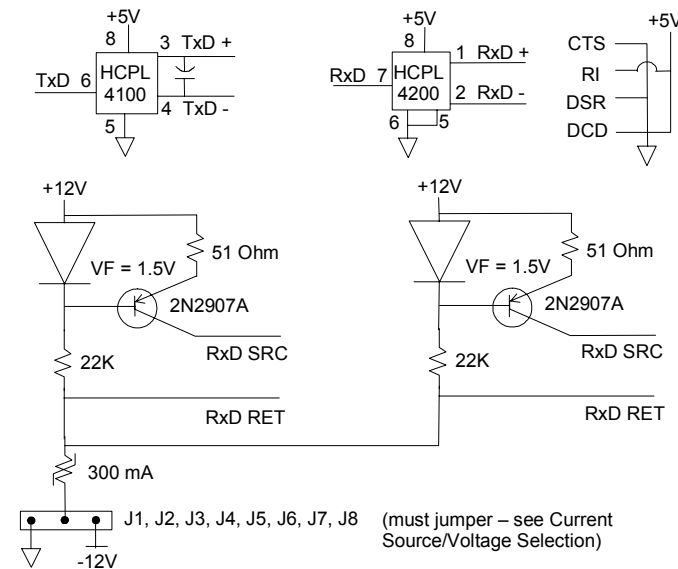 +5V
8
3 TxD +
TxD 6
HCPL
4100
4 TxD -
5
+5V
8
1 RxD +
RxD 7
HCPL
4200
2 RxD -
6
5
+5V
CTS
RI
DSR
DCD
+12V
51 Ohm
VF = 1.5V
2N2907A
RxD SRC
22K
RxD RET
+12V
51 Ohm
VF = 1.5V
2N2907A
RxD SRC
22K
RxD RET
300 mA
J1, J2, J3, J4, J5, J6, J7, J8
(must jumper – see Current
Source/Voltage Selection)
-12V